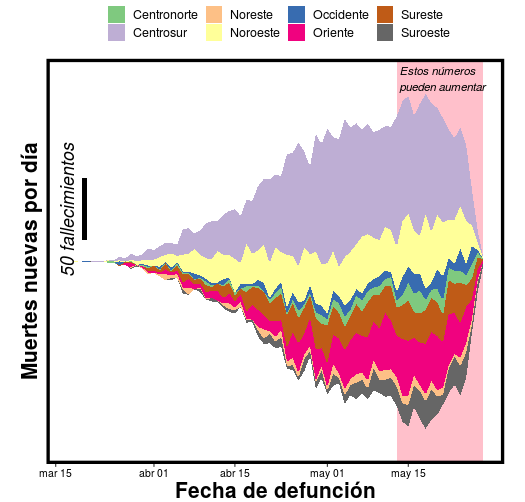 Centronorte Noreste Occidente Sureste
Centrosur Noroeste Oriente Suroeste
Estos números
pueden aumentar
Muertes nuevas por día
50 fallecimientos
mar 15 abr 01 abr 15 may 01 may 15
Fecha de defunción